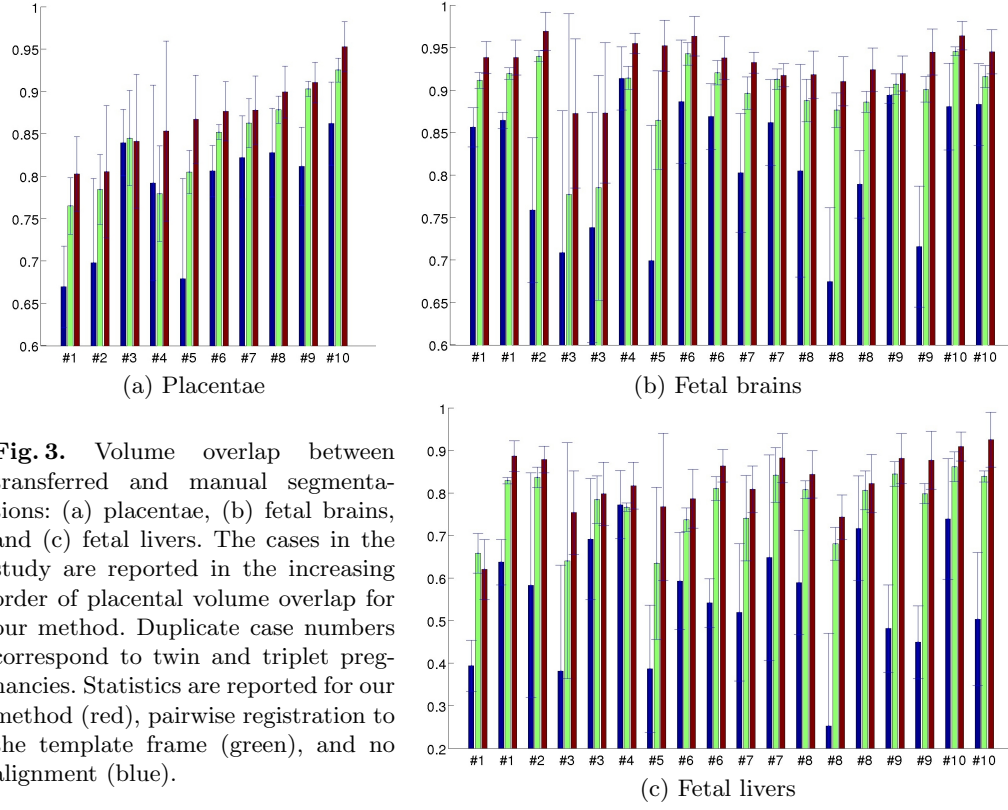 1
0.95
0.9
0.85
0.8
0.75
0.7
0.65
0.6
#1 #2 #3 #4 #5 #6 #7 #8 #9 #10
(a) Placentae
1
0.95
0.9
0.85
0.8
0.75
0.7
0.65
0.6
#1 #1 #2 #3 #3 #4 #5 #6 #6 #7 #7 #8 #8 #8 #9 #9 #10 #10
(b) Fetal brains
Fig. 3. Volume overlap between
transferred and manual segmenta-
tions: (a) placentae, (b) fetal brains,
and (c) fetal livers. The cases in the
study are reported in the increasing
order of placental volume overlap for
our method. Duplicate case numbers
correspond to twin and triplet preg-
nancies. Statistics are reported for our
method (red), pairwise registration to
the template frame (green), and no
alignment (blue).
1
0.9
0.8
0.7
0.6
0.5
0.4
0.3
0.2
#1 #1 #2 #3 #3 #4 #5 #6 #6 #7 #7 #8 #8 #8 #9 #9 #10 #10
(c) Fetal livers